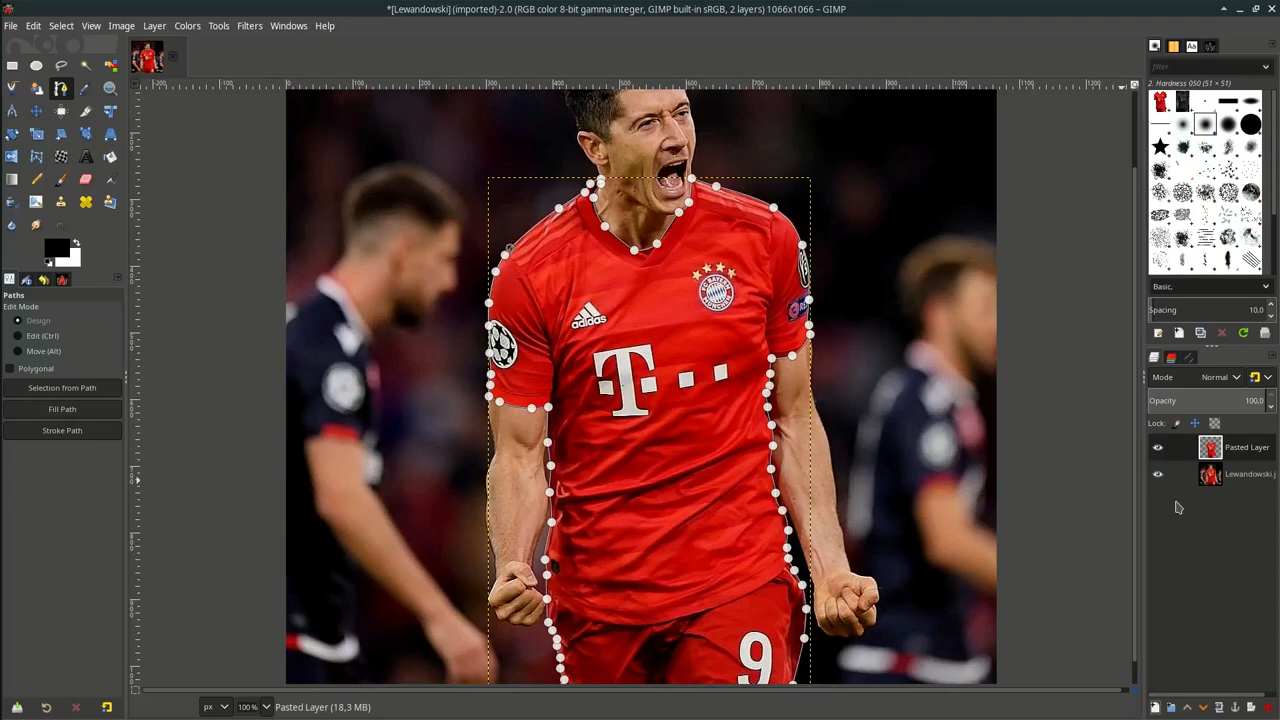 *[Lewandowski] (imported)-2.0 (RGB color 8-bit gamma integer, GIMP built-in sRGB, 2 layers) 1066x1066 – GIMP
File Edit Select View Image Layer Colors Tools Filters Windows Help
filter
2. Hardness 050 (51 × 51)
Basic,
Spacing 10,0
Paths
Edit Mode
Design
Edit (Ctrl)
Move (Alt)
Polygonal
Selection from Path
Fill Path
Stroke Path
Mode Normal
Opacity 100,0
Lock:
Pasted Layer
Lewandowski.j
FC BAYERN
adidas
T
9
px 100% Pasted Layer (18,3 MB)